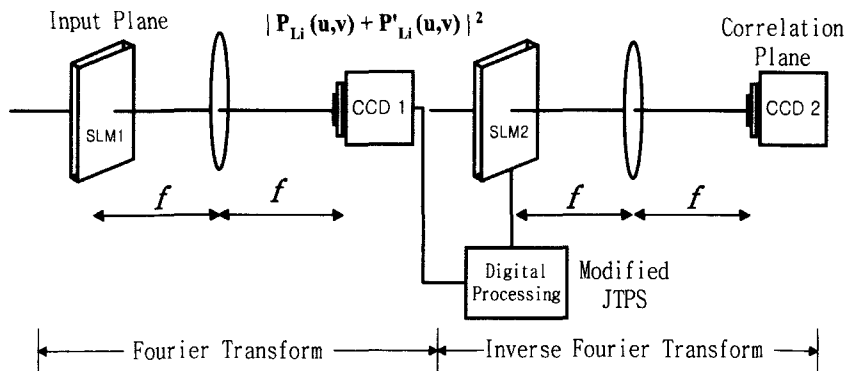 Input Plane
| P_Li (u,v) + P'_Li (u,v) |²
Correlation
Plane
SLM1
CCD 1
SLM2
CCD 2
f
f
f
f
Digital
Processing
Modified
JTPS
Fourier Transform
Inverse Fourier Transform